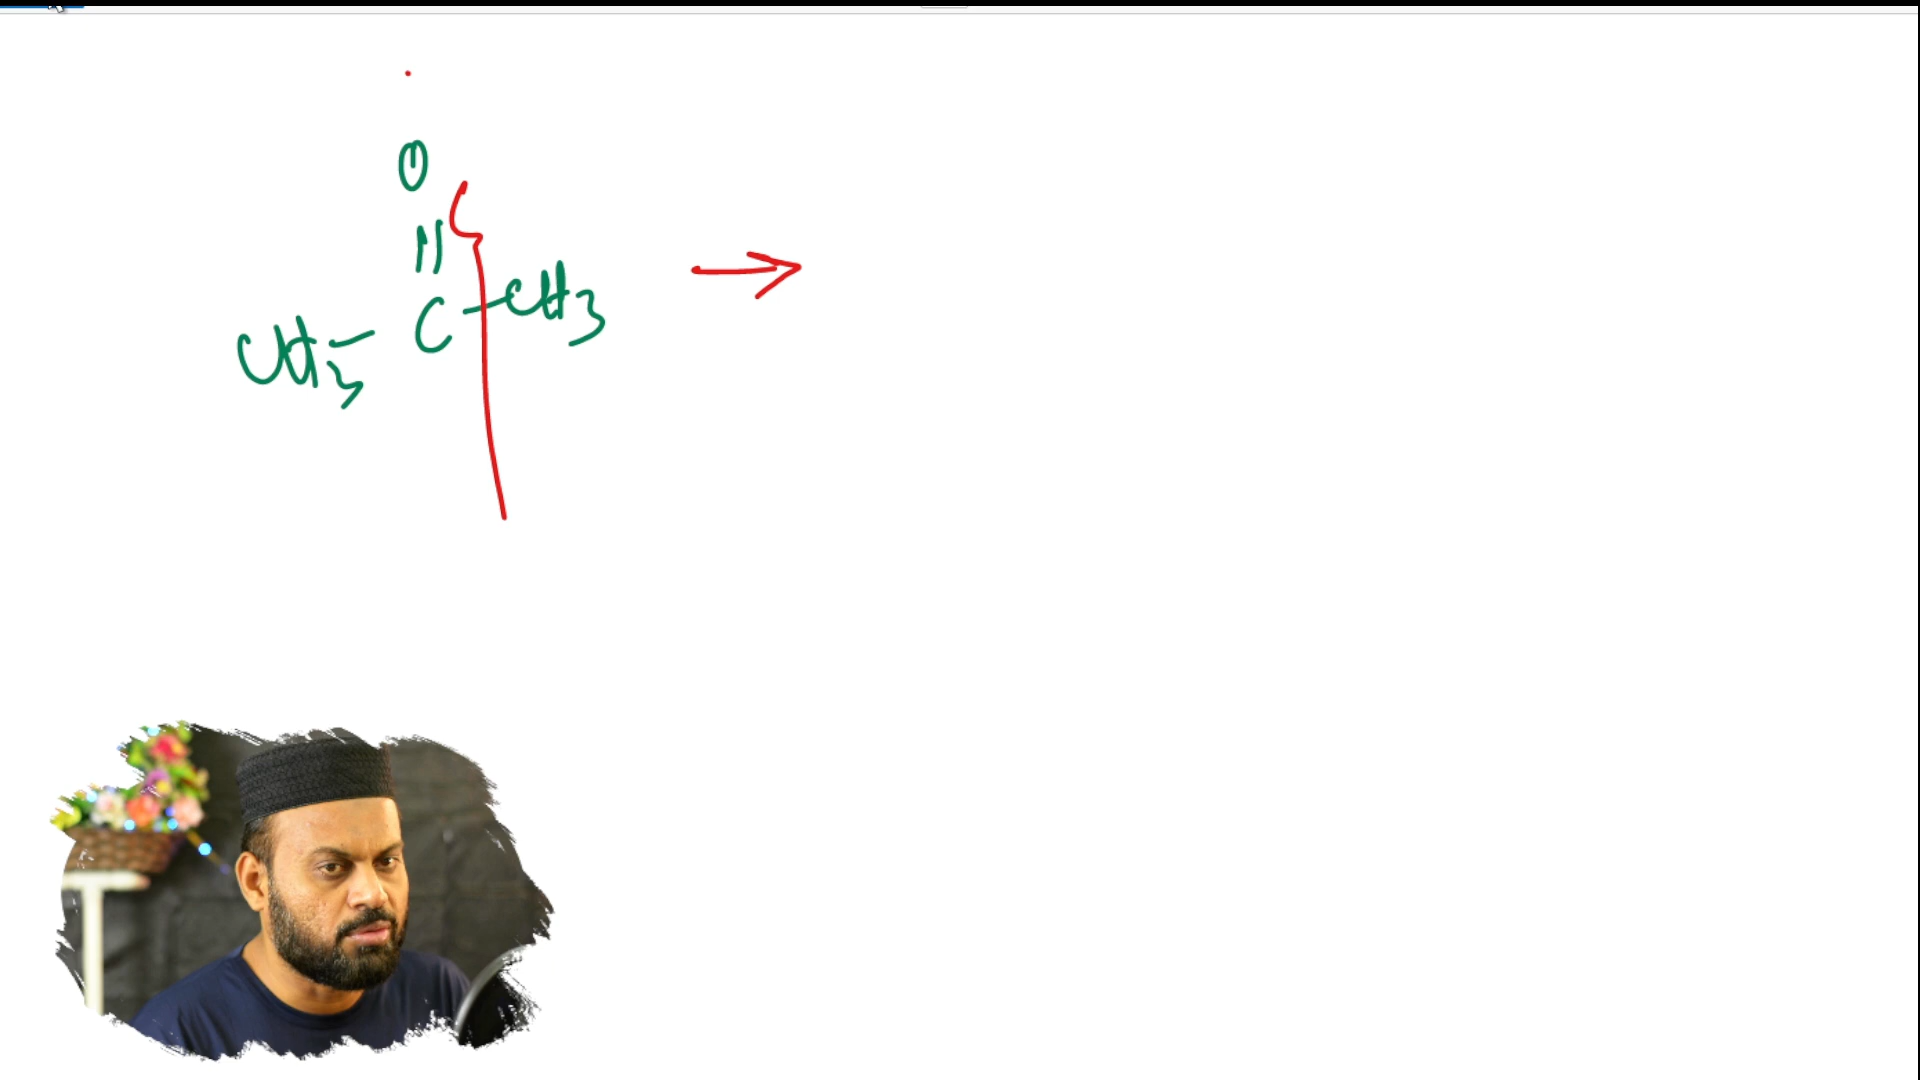 O
||
CH3 - C - CH3 →